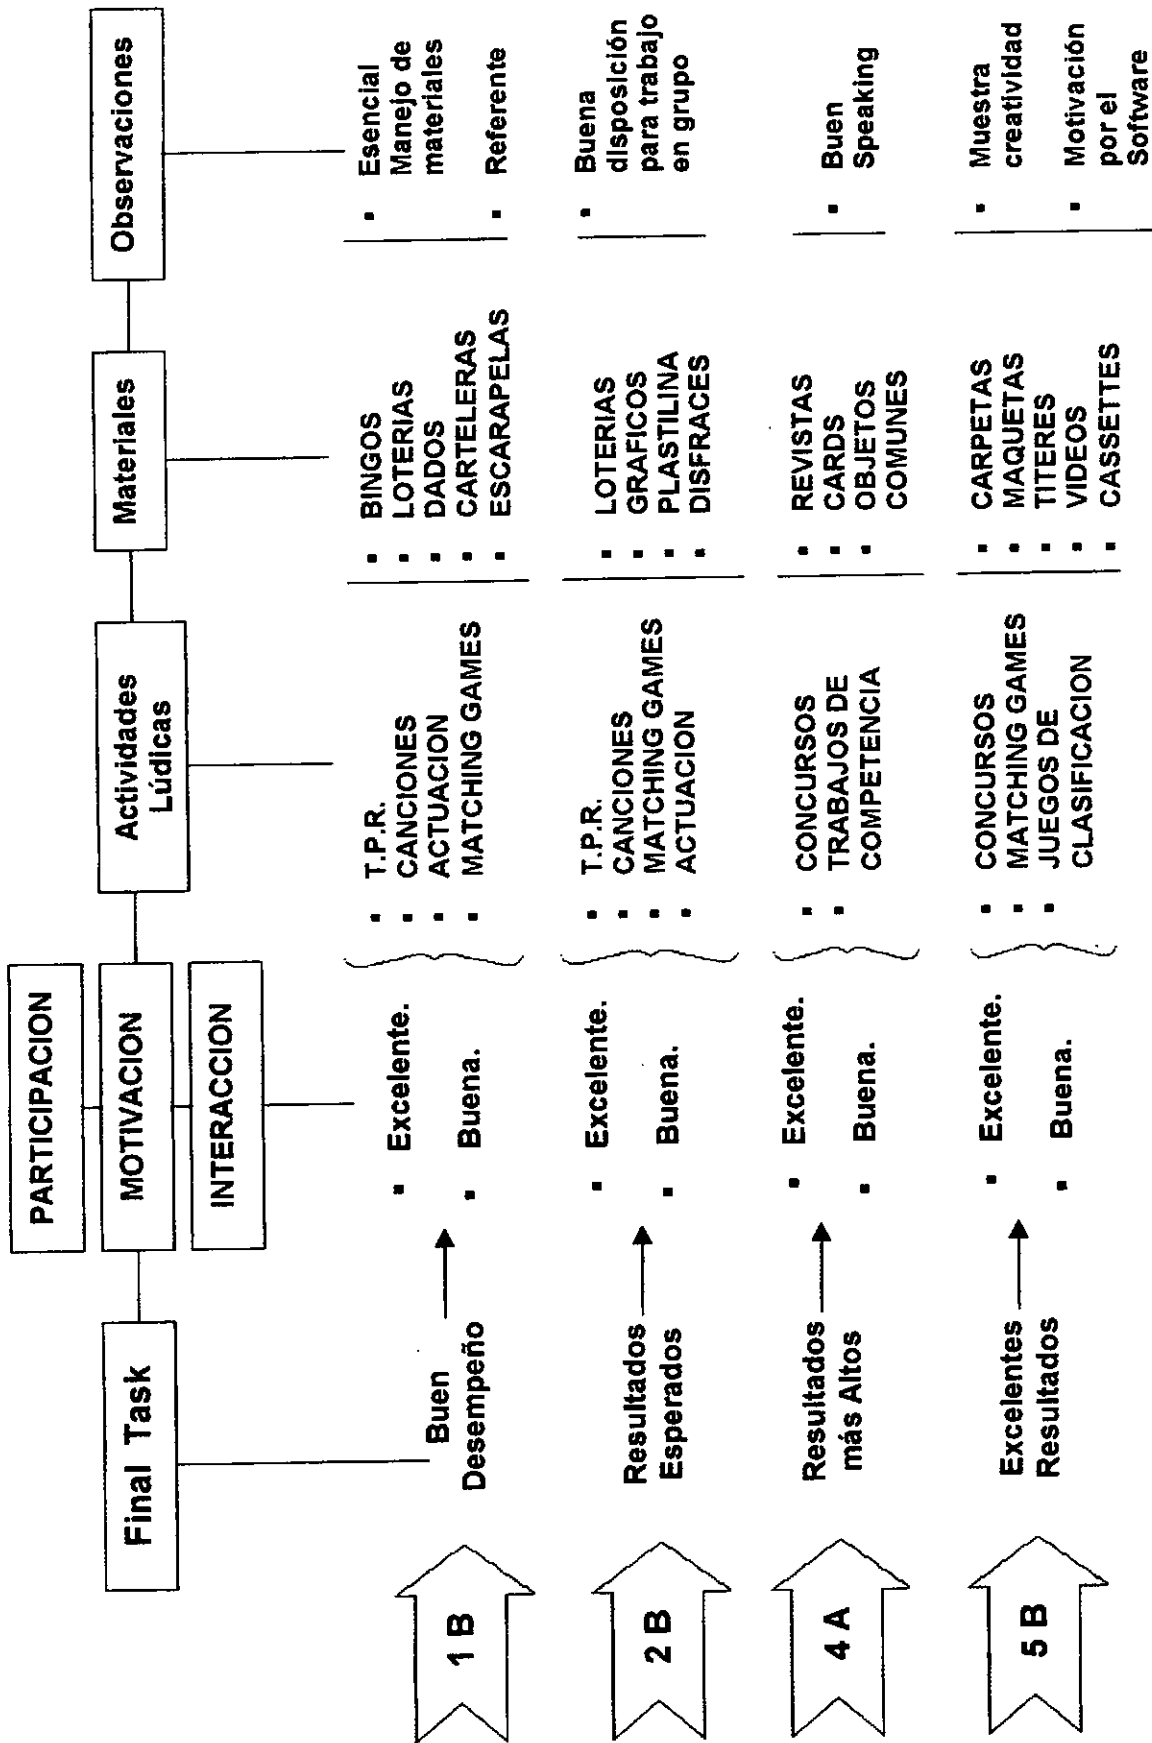 Final Task
PARTICIPACION
MOTIVACION
INTERACCION
Actividades
Lúdicas
Materiales
Observaciones
1 B
Buen
Desempeño
▪ Excelente.
▪ Buena.
▪ T.P.R.
▪ CANCIONES
▪ ACTUACION
▪ MATCHING GAMES
▪ BINGOS
▪ LOTERIAS
▪ DADOS
▪ CARTELERAS
▪ ESCARAPELAS
▪ Esencial
Manejo de
materiales
▪ Referente
2 B
Resultados
Esperados
▪ Excelente.
▪ Buena.
▪ T.P.R.
▪ CANCIONES
▪ MATCHING GAMES
▪ ACTUACION
▪ LOTERIAS
▪ GRAFICOS
▪ PLASTILINA
▪ DISFRACES
▪ Buena
disposición
para trabajo
en grupo
4 A
Resultados
más Altos
▪ Excelente.
▪ Buena.
▪ CONCURSOS
▪ TRABAJOS DE
COMPETENCIA
▪ REVISTAS
▪ CARDS
▪ OBJETOS
COMUNES
▪ Buen
Speaking
5 B
Excelentes
Resultados
▪ Excelente.
▪ Buena.
▪ CONCURSOS
▪ MATCHING GAMES
▪ JUEGOS DE
CLASIFICACION
▪ CARPETAS
▪ MAQUETAS
▪ TITERES
▪ VIDEOS
▪ CASSETTES
▪ Muestra
creatividad
▪ Motivación
por el
Software